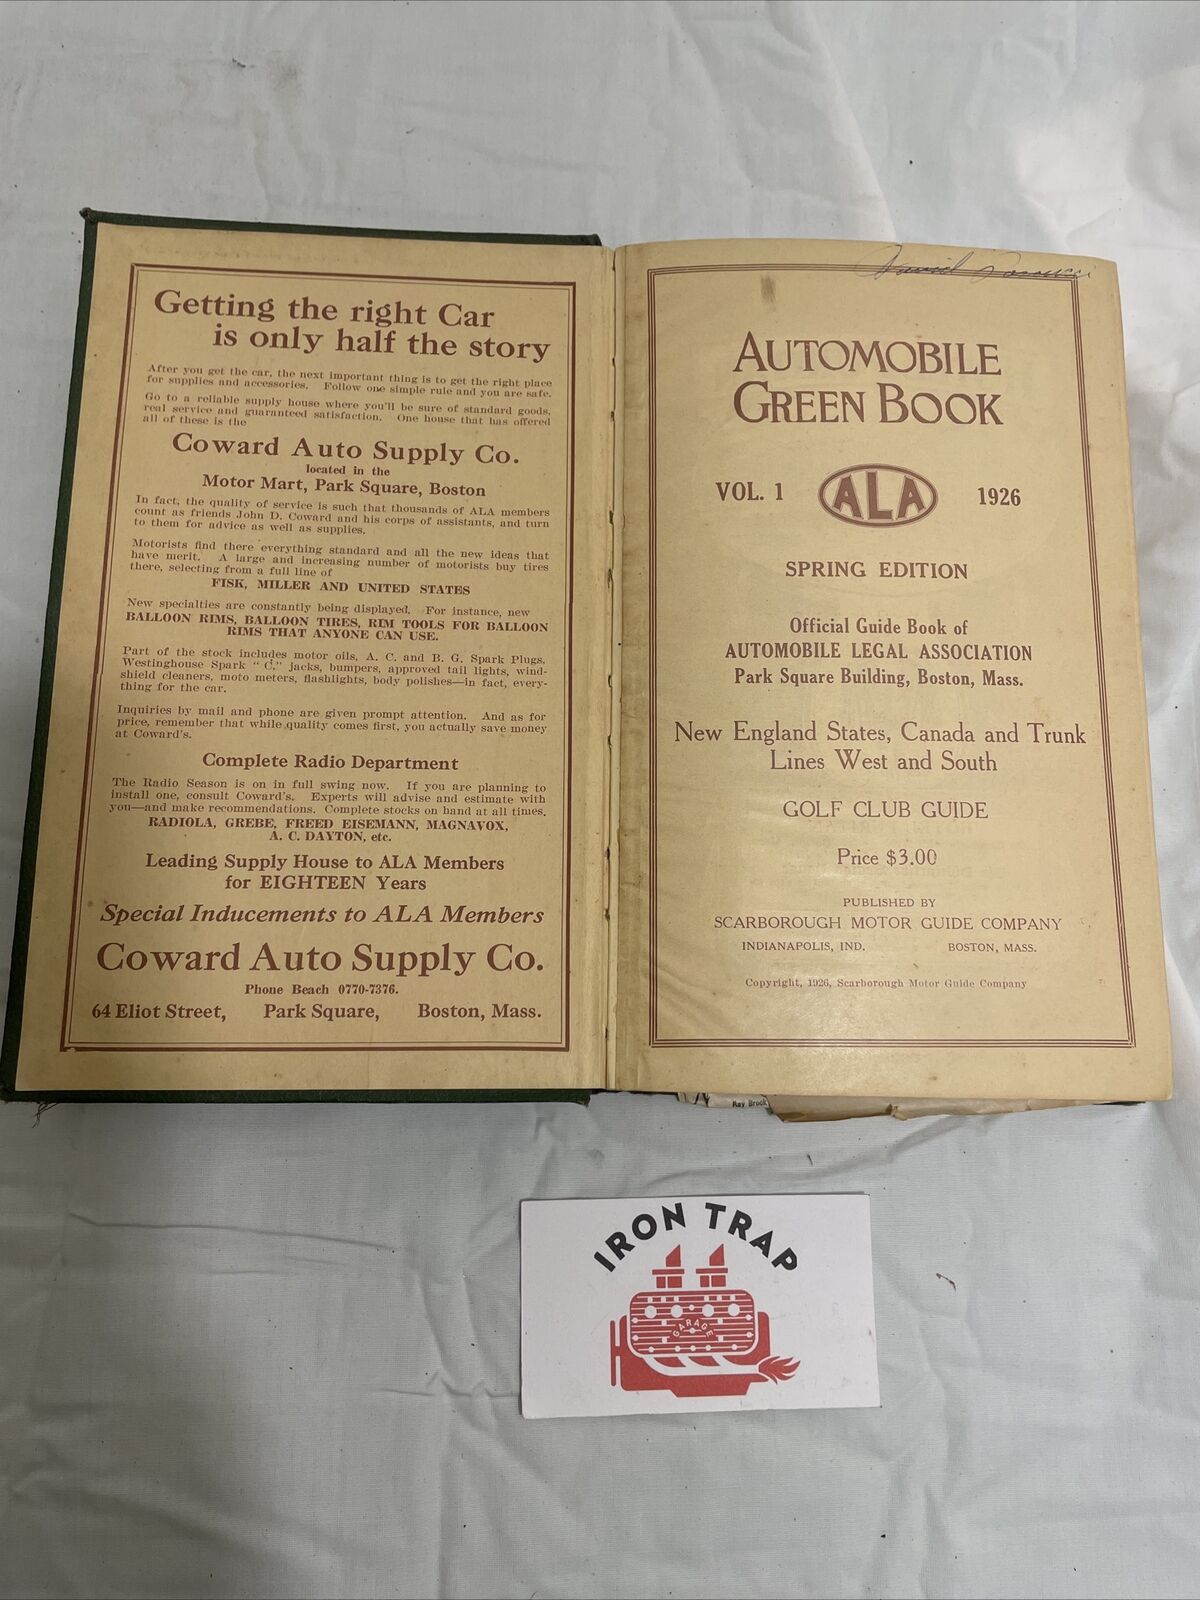 Getting the right Car
is only half the story
After you get the car, the next important thing is to get the right place
for supplies and accessories. Follow one simple rule and you are safe.
Go to a reliable supply house where you'll be sure of standard goods,
real service and guaranteed satisfaction. One house that has offered
all of these is the
Coward Auto Supply Co.
located in the
Motor Mart, Park Square, Boston
In fact, the quality of service is such that thousands of ALA members
count as friends John D. Coward and his corps of assistants, and turn
to them for advice as well as supplies.
Motorists find there everything standard and all the new ideas that
have merit. A large and increasing number of motorists buy tires
there, selecting from a full line of
FISK, MILLER AND UNITED STATES
New specialties are constantly being displayed. For instance, new
BALLOON RIMS, BALLOON TIRES, RIM TOOLS FOR BALLOON
RIMS THAT ANYONE CAN USE.
Part of the stock includes motor oils, A. C. and B. G. Spark Plugs,
Westinghouse Spark "C," jacks, bumpers, approved tail lights, wind-
shield cleaners, moto meters, flashlights, body polishes—in fact, every-
thing for the car.
Inquiries by mail and phone are given prompt attention. And as for
price, remember that while quality comes first, you actually save money
at Coward's.
Complete Radio Department
The Radio Season is on in full swing now. If you are planning to
install one, consult Coward's. Experts will advise and estimate with
you—and make recommendations. Complete stocks on hand at all times.
RADIOLA, GREBE, FREED EISEMANN, MAGNAVOX,
A. C. DAYTON, etc.
Leading Supply House to ALA Members
for EIGHTEEN Years
Special Inducements to ALA Members
Coward Auto Supply Co.
Phone Beach 0770-7376.
64 Eliot Street, Park Square, Boston, Mass.
David
AUTOMOBILE
GREEN BOOK
VOL. 1 ALA 1926
SPRING EDITION
Official Guide Book of
AUTOMOBILE LEGAL ASSOCIATION
Park Square Building, Boston, Mass.
New England States, Canada and Trunk
Lines West and South
GOLF CLUB GUIDE
Price $3.00
PUBLISHED BY
SCARBOROUGH MOTOR GUIDE COMPANY
INDIANAPOLIS, IND. BOSTON, MASS.
Copyright, 1926, Scarborough Motor Guide Company
Ray Brook
IRON TRAP
GARAGE